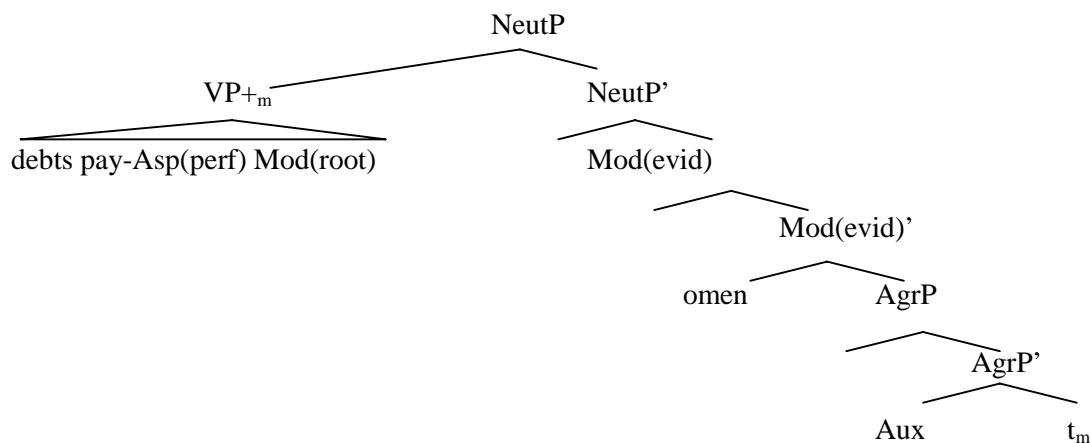 NeutP
VP+m NeutP’
debts pay-Asp(perf) Mod(root) Mod(evid)
Mod(evid)’
omen AgrP
AgrP’
Aux tm